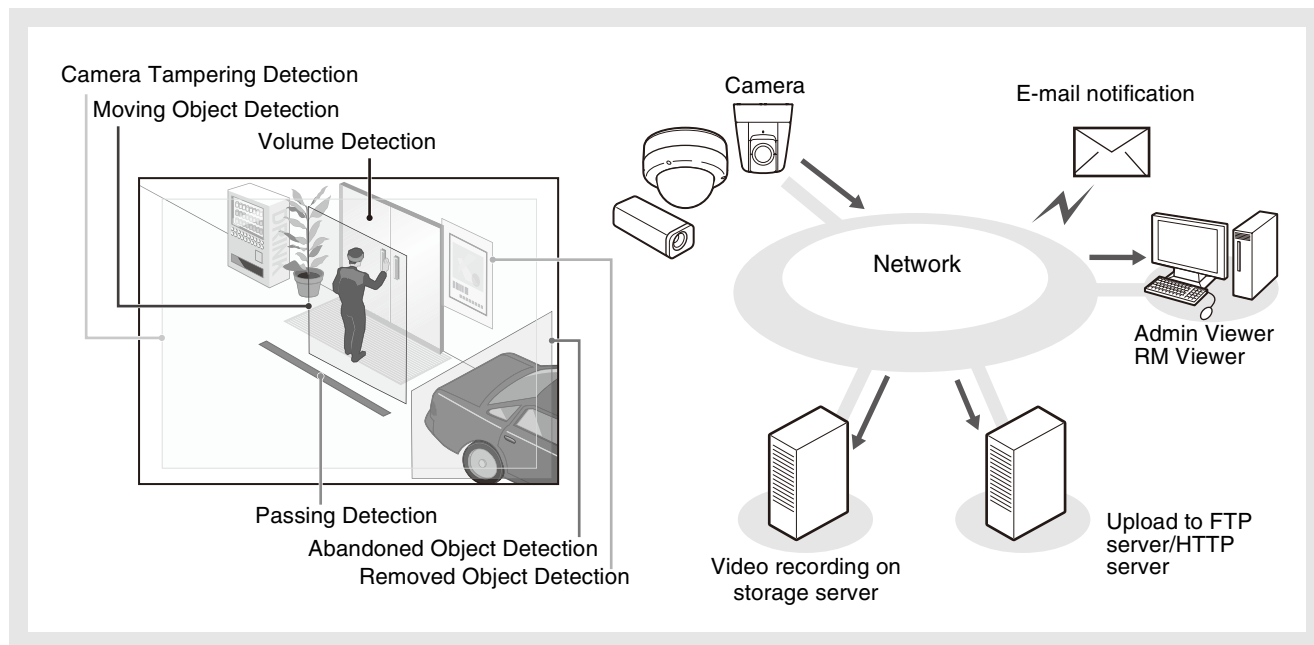 Camera Tampering Detection
Moving Object Detection
Volume Detection
Passing Detection
Abandoned Object Detection
Removed Object Detection
Camera
E-mail notification
Network
Admin Viewer
RM Viewer
Video recording on
storage server
Upload to FTP
server/HTTP
server